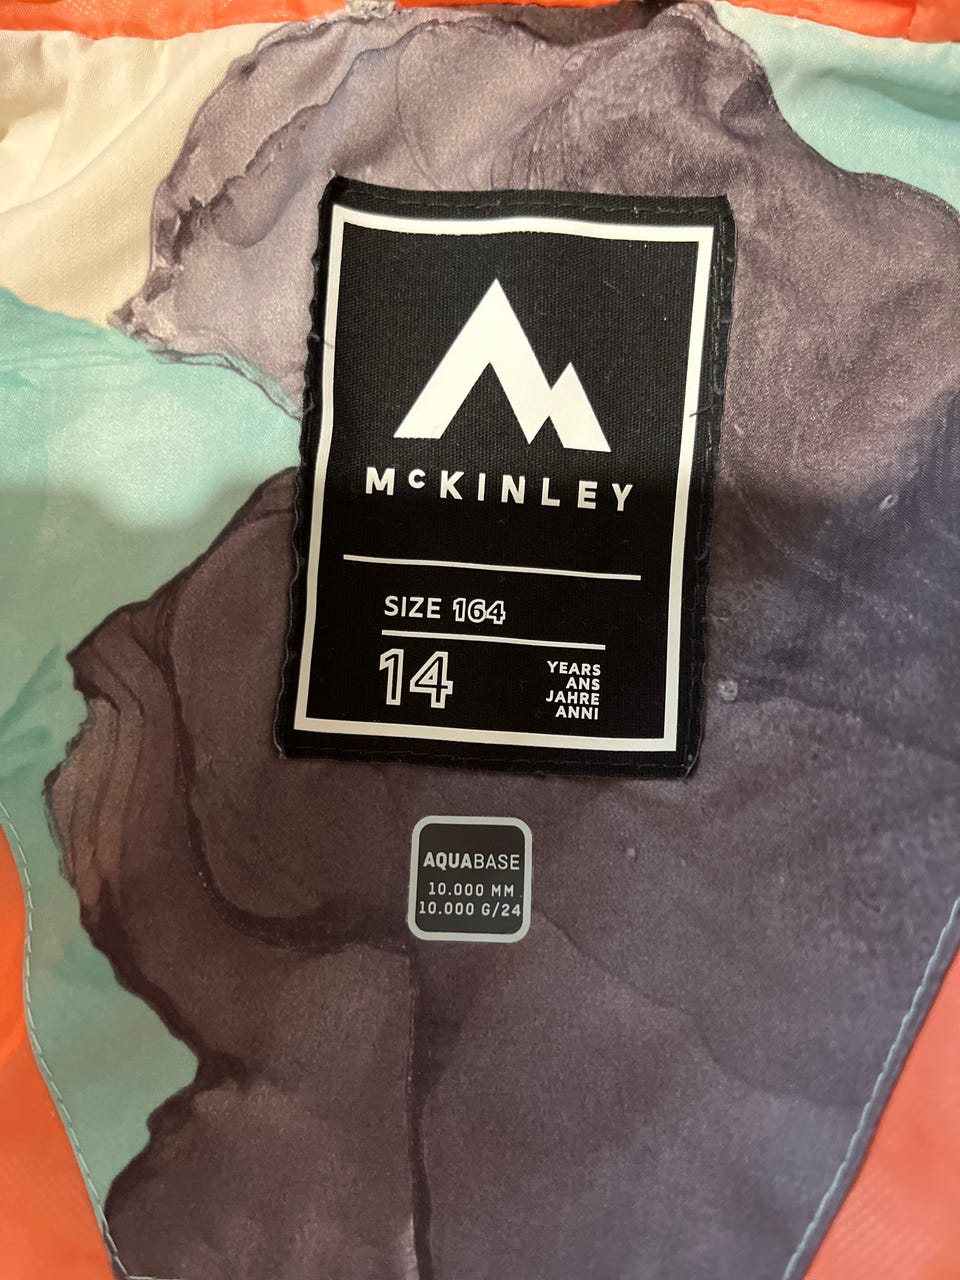 McKINLEY
SIZE 164
14
YEARS
ANS
JAHRE
ANNI
AQUABASE
10.000 MM
10.000 G/24